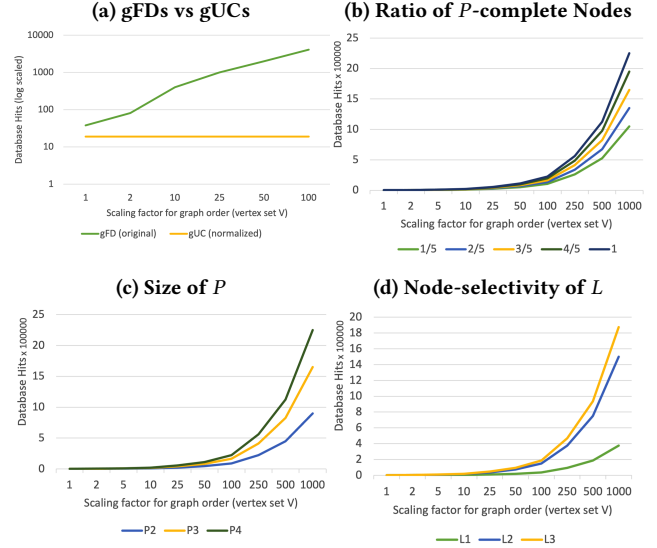 (a) gFDs vs gUCs
Database Hits (log scaled)
10000
1000
100
10
1
1 2 10 25 50 100
Scaling factor for graph order (vertex set V)
gFD (original) gUC (normalized)
(b) Ratio of P-complete Nodes
Database Hits x 100000
25
20
15
10
5
0
1 2 5 10 25 50 100 250 500 1000
Scaling factor for graph order (vertex set V)
1/5 2/5 3/5 4/5 1
(c) Size of P
Database Hits x 100000
25
20
15
10
5
0
1 2 5 10 25 50 100 250 500 1000
Scaling factor for graph order (vertex set V)
P2 P3 P4
(d) Node-selectivity of L
Database Hits x 100000
20
18
16
14
12
10
8
6
4
2
0
1 2 5 10 25 50 100 250 500 1000
Scaling factor for graph order (vertex set V)
L1 L2 L3